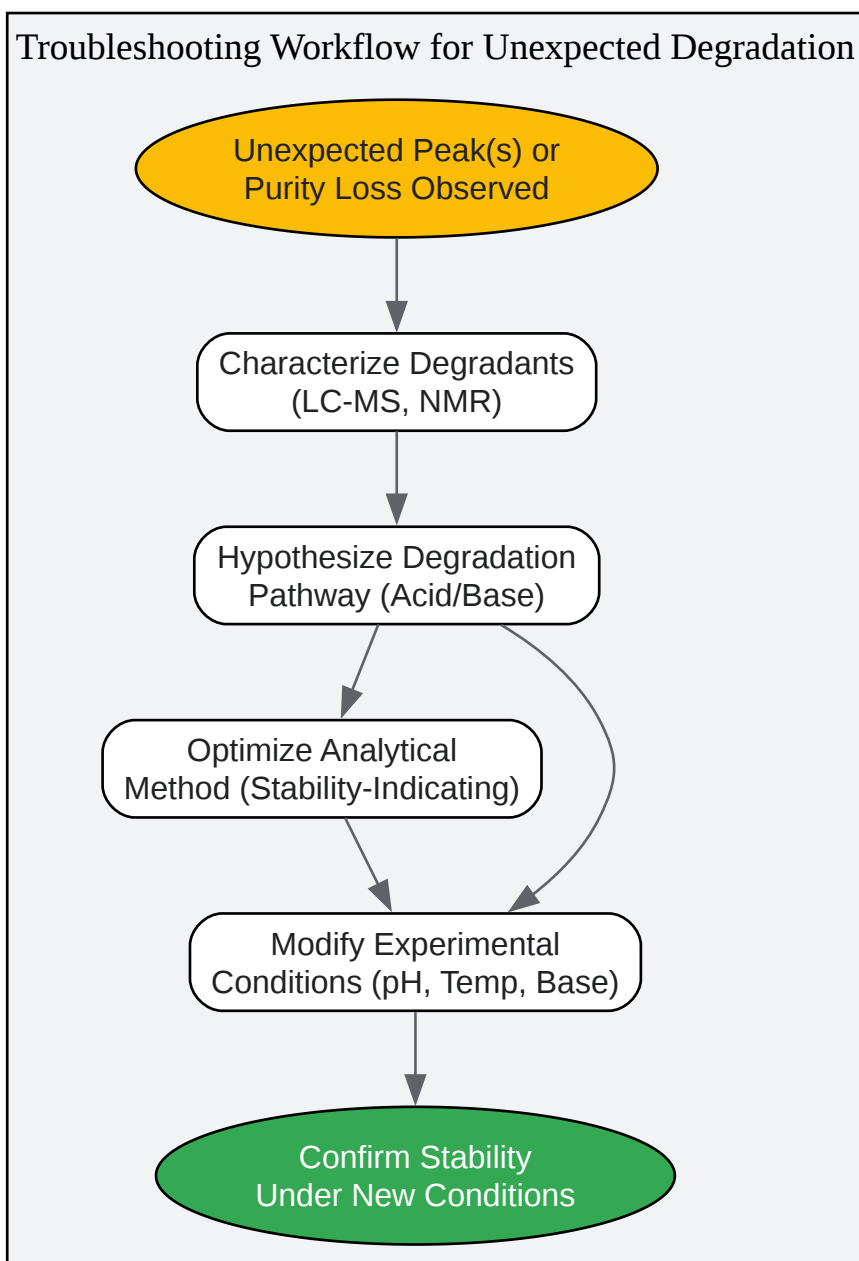 Troubleshooting Workflow for Unexpected Degradation
Unexpected Peak(s) or
Purity Loss Observed
Characterize Degradants
(LC-MS, NMR)
Hypothesize Degradation
Pathway (Acid/Base)
Optimize Analytical
Method (Stability-Indicating)
Modify Experimental
Conditions (pH, Temp, Base)
Confirm Stability
Under New Conditions